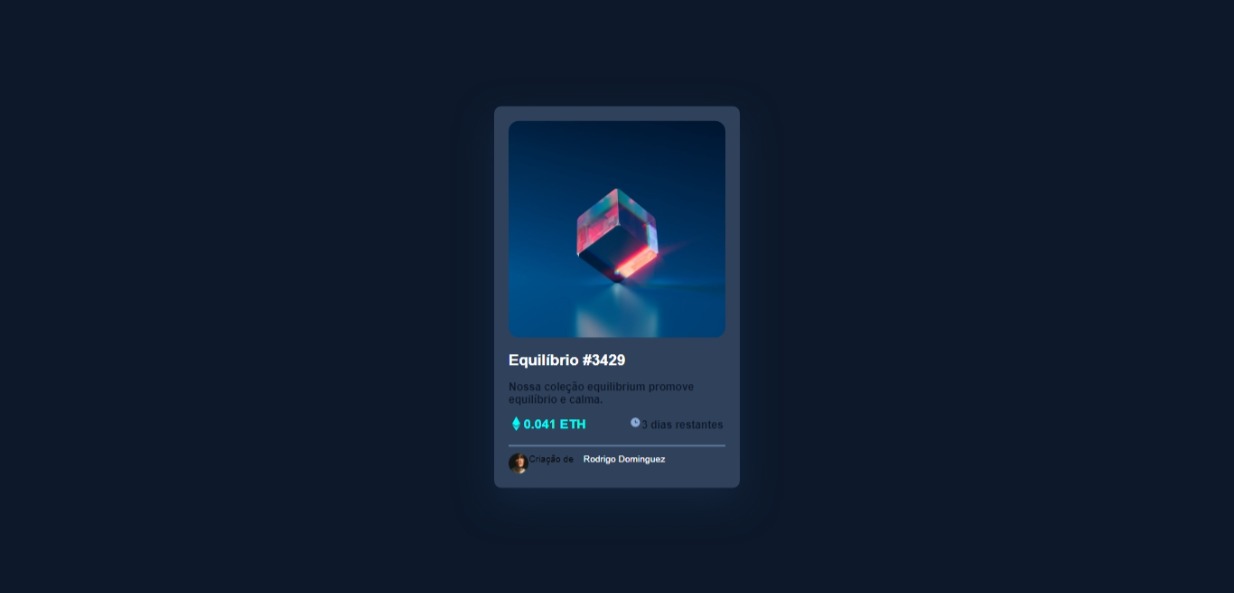 Equilíbrio #3429
Nossa coleção equilibrium promove
equilíbrio e calma.
0.041 ETH 3 dias restantes
Criação de Rodrigo Dominguez